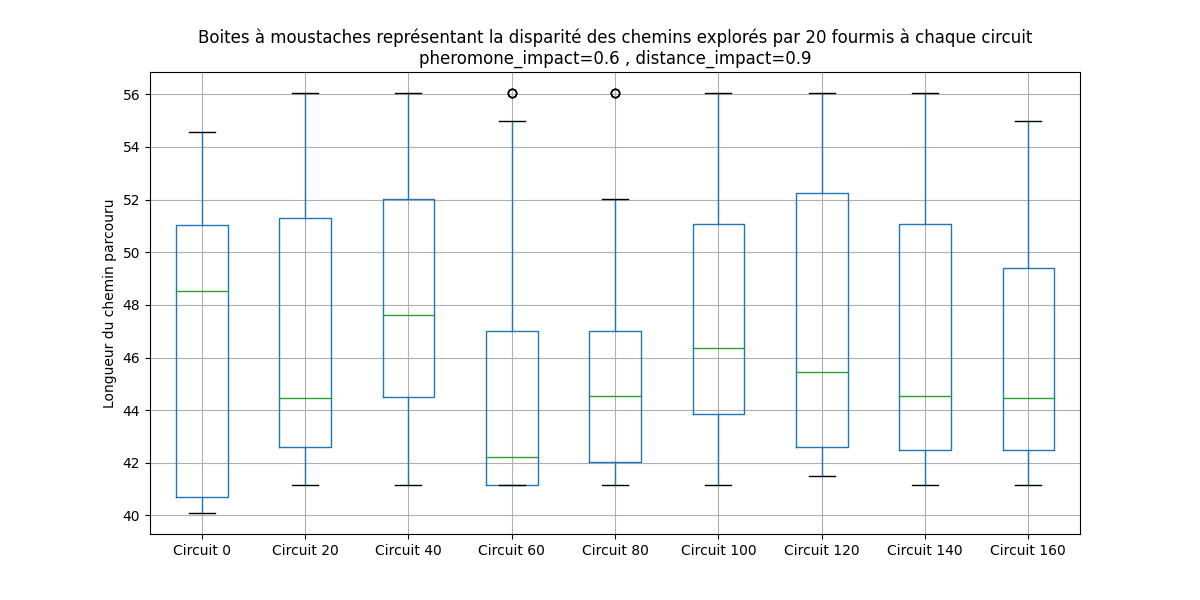 Boites à moustaches représentant la disparité des chemins explorés par 20 fourmis à chaque circuit
pheromone_impact=0.6 , distance_impact=0.9
Longueur du chemin parcouru
56
54
52
50
48
46
44
42
40
Circuit 0
Circuit 20
Circuit 40
Circuit 60
Circuit 80
Circuit 100
Circuit 120
Circuit 140
Circuit 160